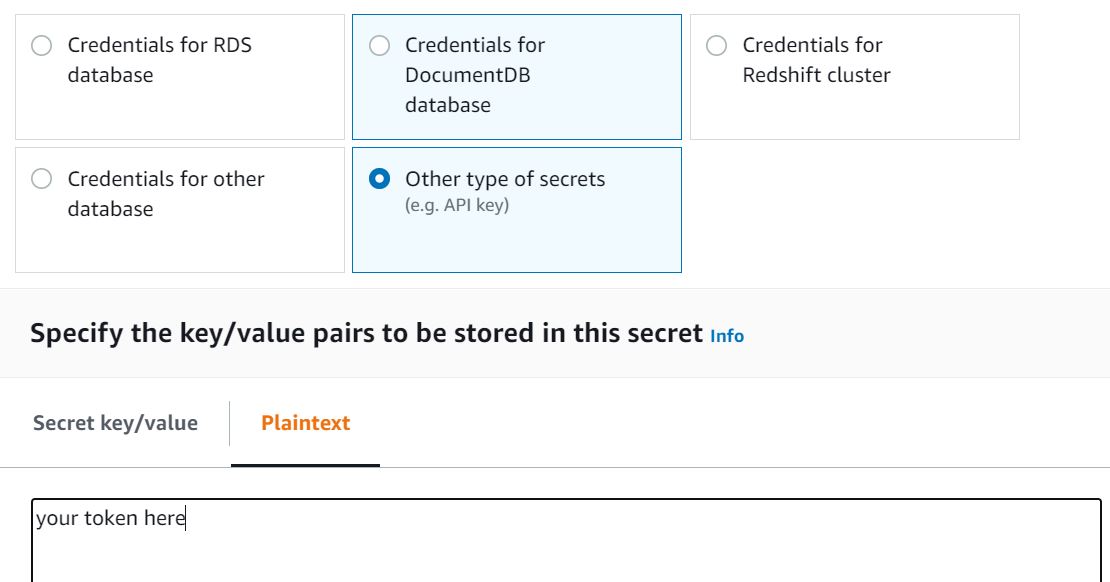 Credentials for RDS
database
Credentials for
DocumentDB
database
Credentials for
Redshift cluster
Credentials for other
database
Other type of secrets
(e.g. API key)
Specify the key/value pairs to be stored in this secret Info
Secret key/value
Plaintext
your token here